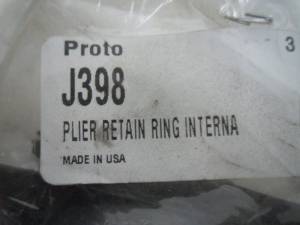 Proto 3
J398
PLIER RETAIN RING INTERNA
MADE IN USA